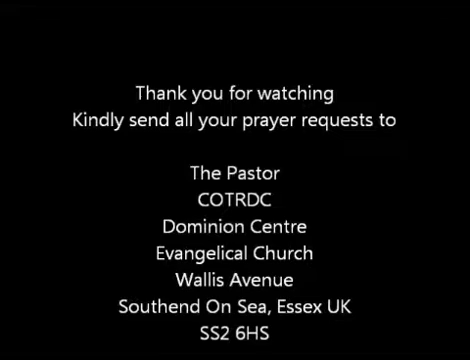 Thank you for watching
Kindly send all your prayer requests to
The Pastor
COTRDC
Dominion Centre
Evangelical Church
Wallis Avenue
Southend On Sea, Essex UK
SS2 6HS